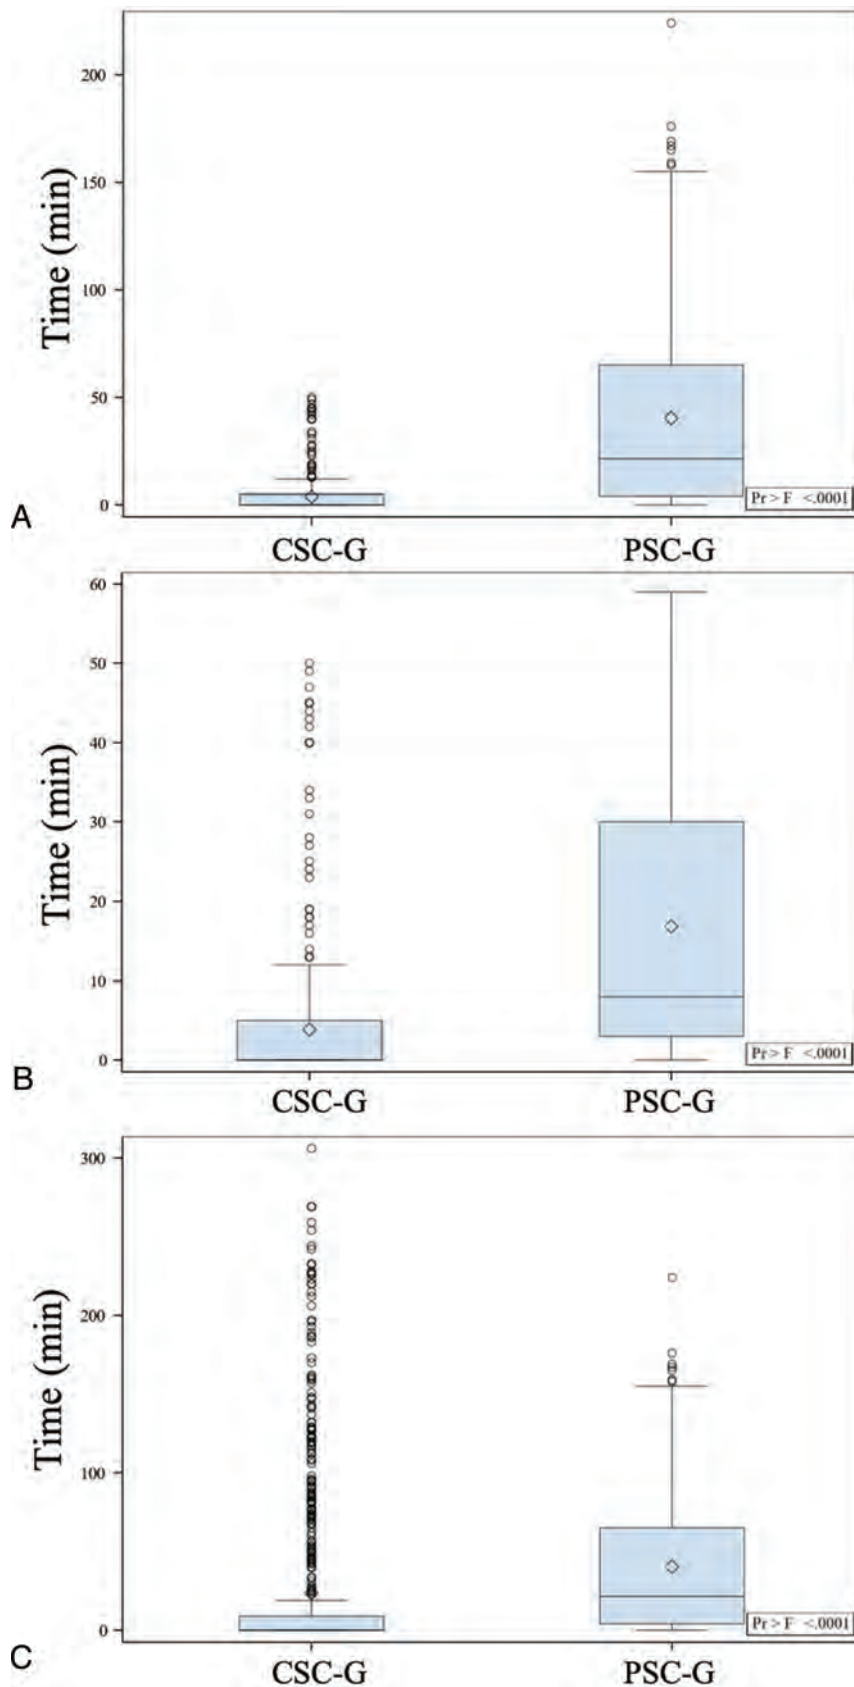 Time (min)
200
150
100
50
0
A
Pr > F <.0001
CSC-G PSC-G
Time (min)
60
50
40
30
20
10
0
B
Pr > F <.0001
CSC-G PSC-G
Time (min)
300
200
100
0
C
Pr > F <.0001
CSC-G PSC-G